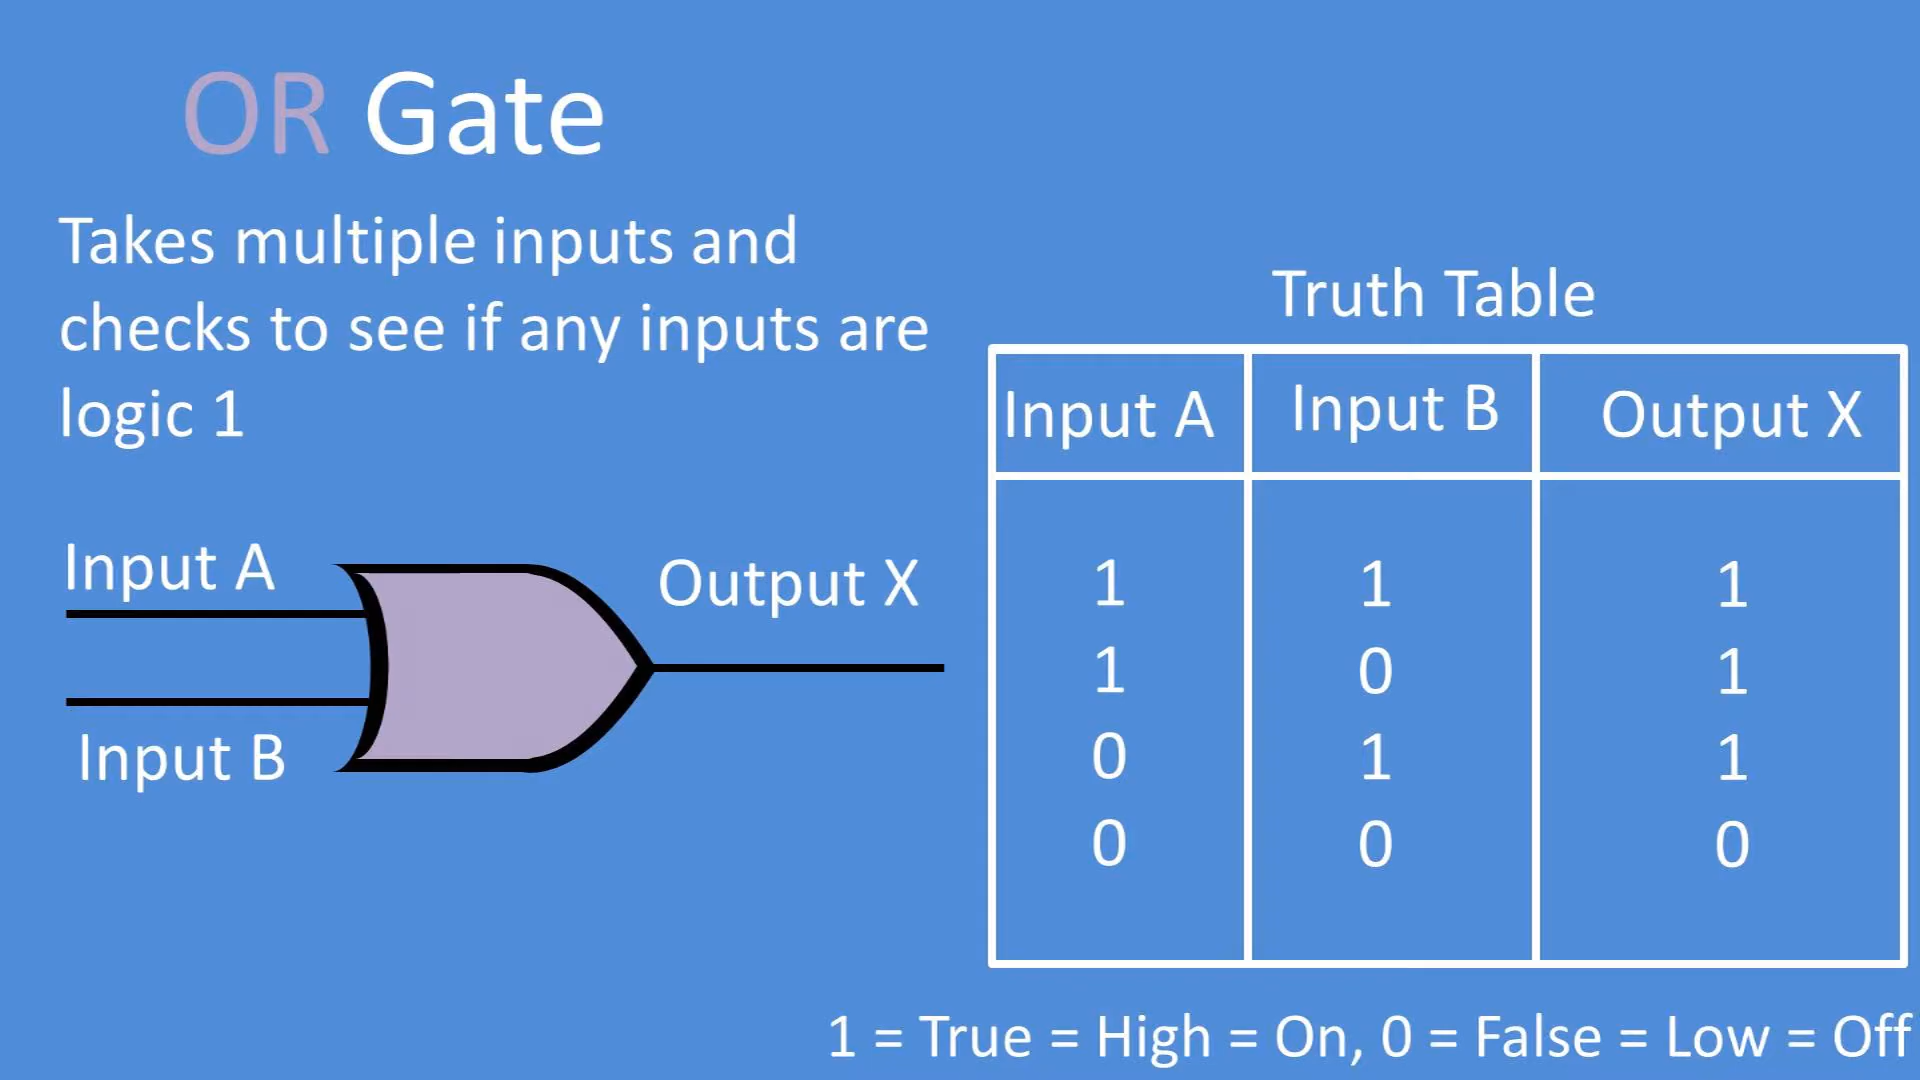 OR Gate
Takes multiple inputs and
checks to see if any inputs are
logic 1
Input A
Input B
Output X
Truth Table
Input A Input B Output X
1 1 1
1 0 1
0 1 1
0 0 0
1 = True = High = On, 0 = False = Low = Off